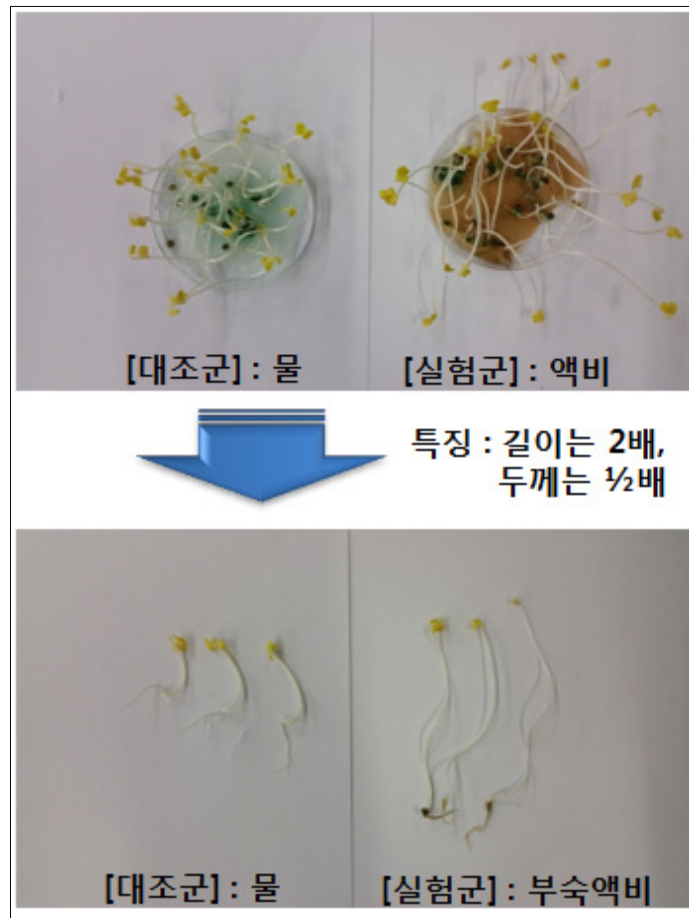 [대조군] : 물
[실험군] : 액비
특징 : 길이는 2배,
두께는 ½배
[대조군] : 물
[실험군] : 부숙액비